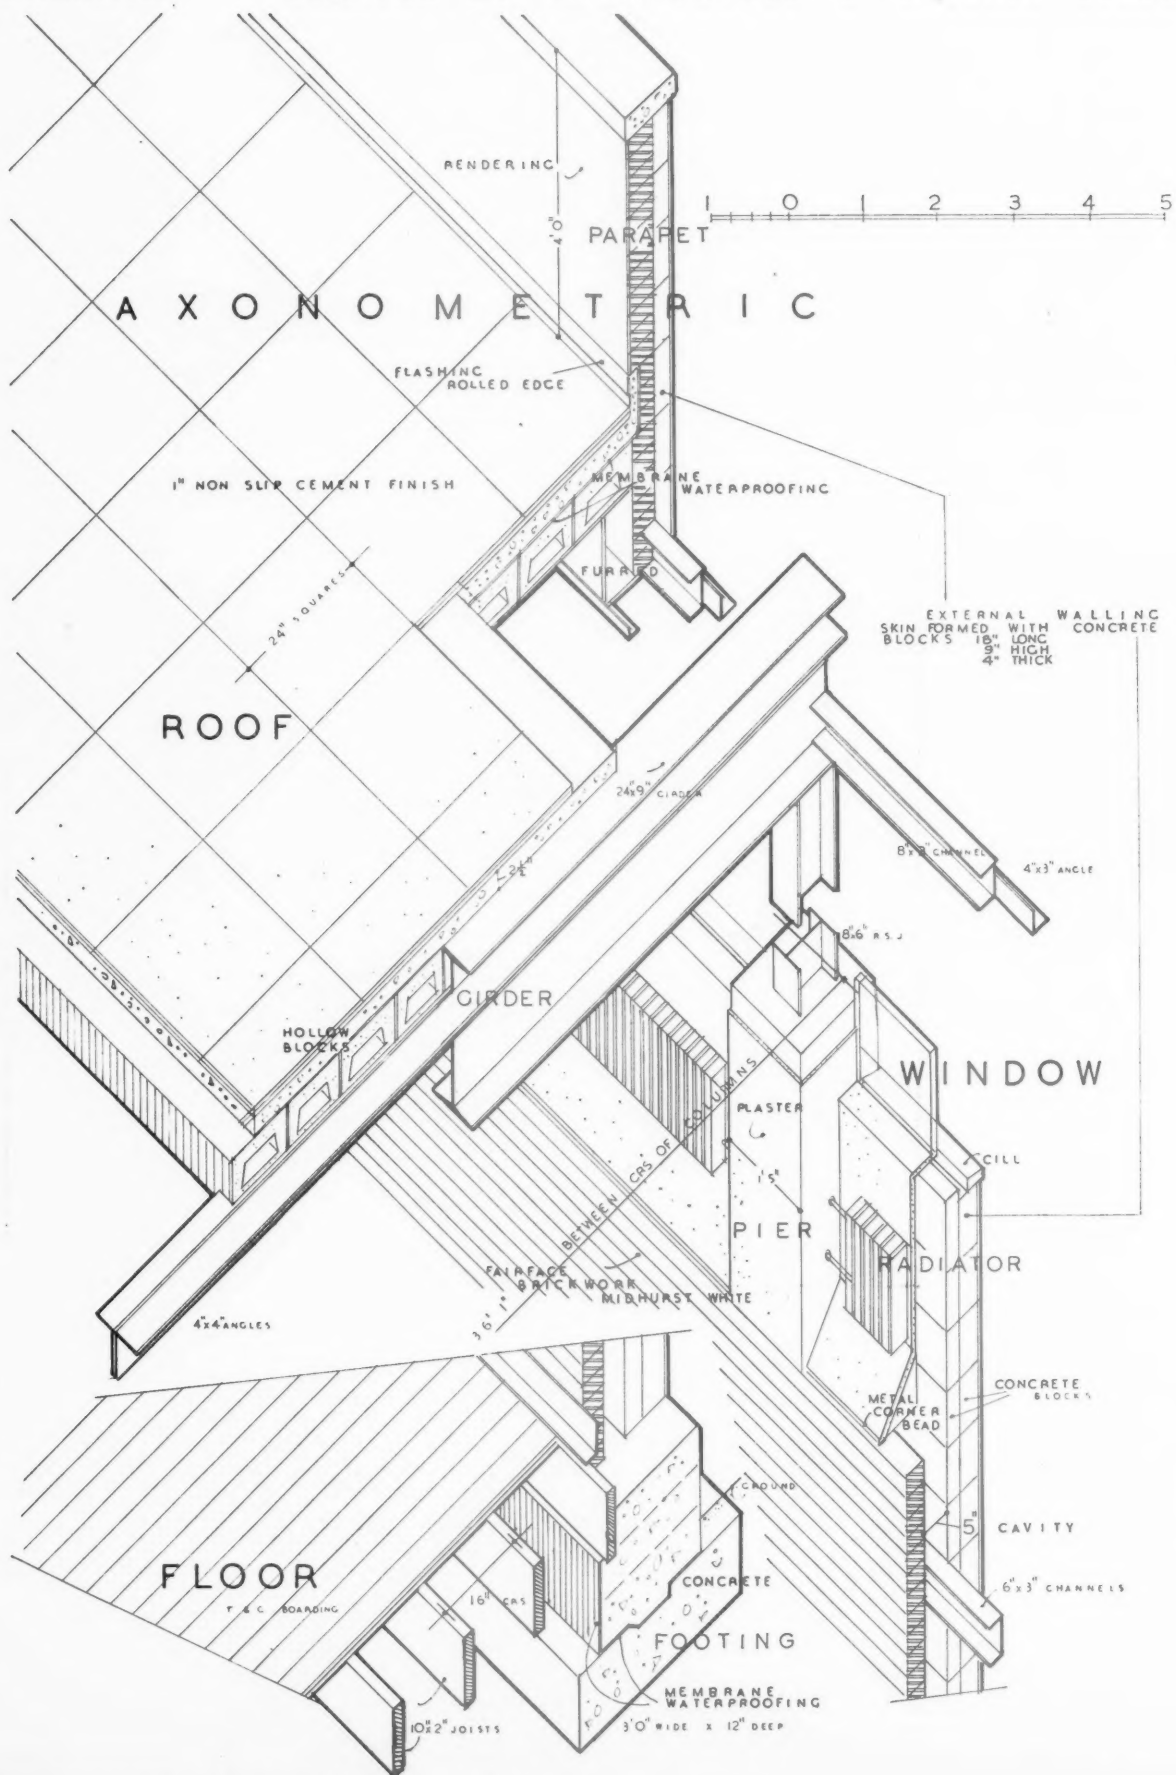 RENDERING
4'0"
PARAPET
1 0 1 2 3 4 5
AXONOMETRIC
FLASHING
ROLLED EDGE
1" NON SLIP CEMENT FINISH
MEMBRANE
WATERPROOFING
FURRED
24" SQUARES
EXTERNAL WALLING
SKIN FORMED WITH CONCRETE
BLOCKS 18" LONG
9" HIGH
4" THICK
ROOF
24"x9" GIRDER
8"x3" CHANNEL
4"x3" ANGLE
2½"
8"x6" R.S.J
GIRDER
HOLLOW
BLOCKS
WINDOW
PLASTER
CILL
1'5"
PIER
RADIATOR
36'1" BETWEEN CRS OF COLUMNS
FAIRFACE
BRICKWORK
MIDHURST WHITE
4"x4" ANGLES
CONCRETE
BLOCKS
METAL
CORNER
BEAD
GROUND
5" CAVITY
FLOOR
T & G BOARDING
16" CRS
CONCRETE
6"x3" CHANNELS
FOOTING
MEMBRANE
WATERPROOFING
10"x2" JOISTS
3'0" WIDE X 12" DEEP